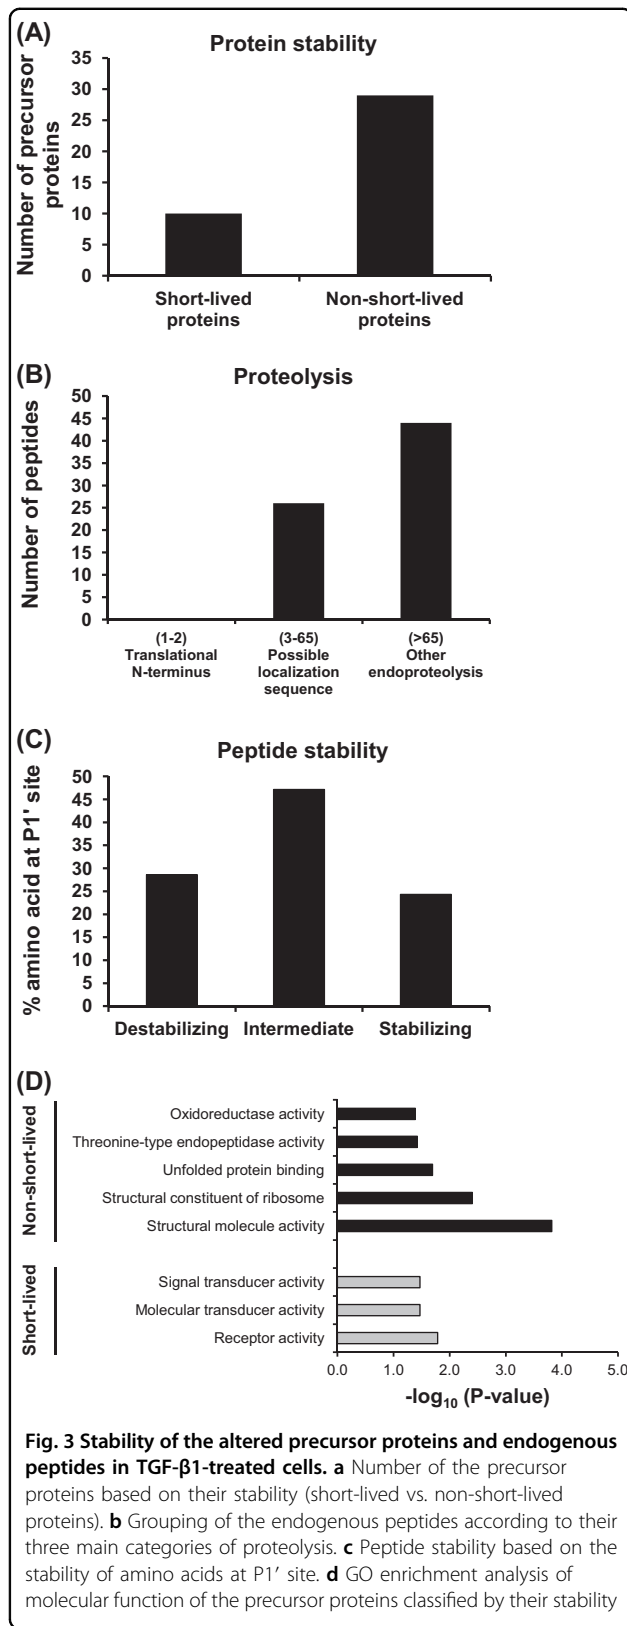 (A)
Protein stability
Number of precursor
proteins
35
30
25
20
15
10
5
0
Short-lived
proteins
Non-short-lived
proteins
(B)
Proteolysis
Number of peptides
50
45
40
35
30
25
20
15
10
5
0
(1-2)
Translational
N-terminus
(3-65)
Possible
localization
sequence
(>65)
Other
endoproteolysis
(C)
Peptide stability
% amino acid at P1' site
50
45
40
35
30
25
20
15
10
5
0
Destabilizing
Intermediate
Stabilizing
(D)
Non-short-lived
Oxidoreductase activity
Threonine-type endopeptidase activity
Unfolded protein binding
Structural constituent of ribosome
Structural molecule activity
Short-lived
Signal transducer activity
Molecular transducer activity
Receptor activity
0.0 1.0 2.0 3.0 4.0
-log10 (P-value)
Fig. 3 Stability of the altered precursor proteins and endogenous
peptides in TGF-β1-treated cells. a Number of the precursor
proteins based on their stability (short-lived vs. non-short-lived
proteins). b Grouping of the endogenous peptides according to their
three main categories of proteolysis. c Peptide stability based on the
stability of amino acids at P1′ site. d GO enrichment analysis of
molecular function of the precursor proteins classified by their stability